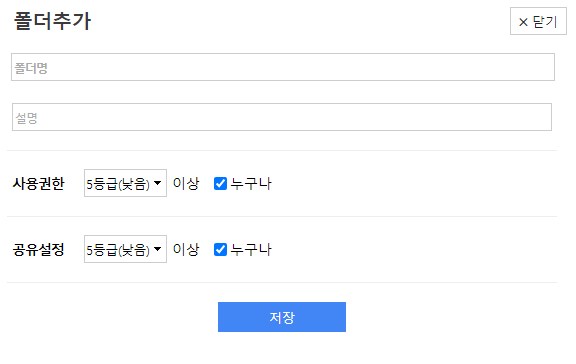 폴더추가
× 닫기
폴더명
설명
사용권한 5등급(낮음) 이상 누구나
공유설정 5등급(낮음) 이상 누구나
저장